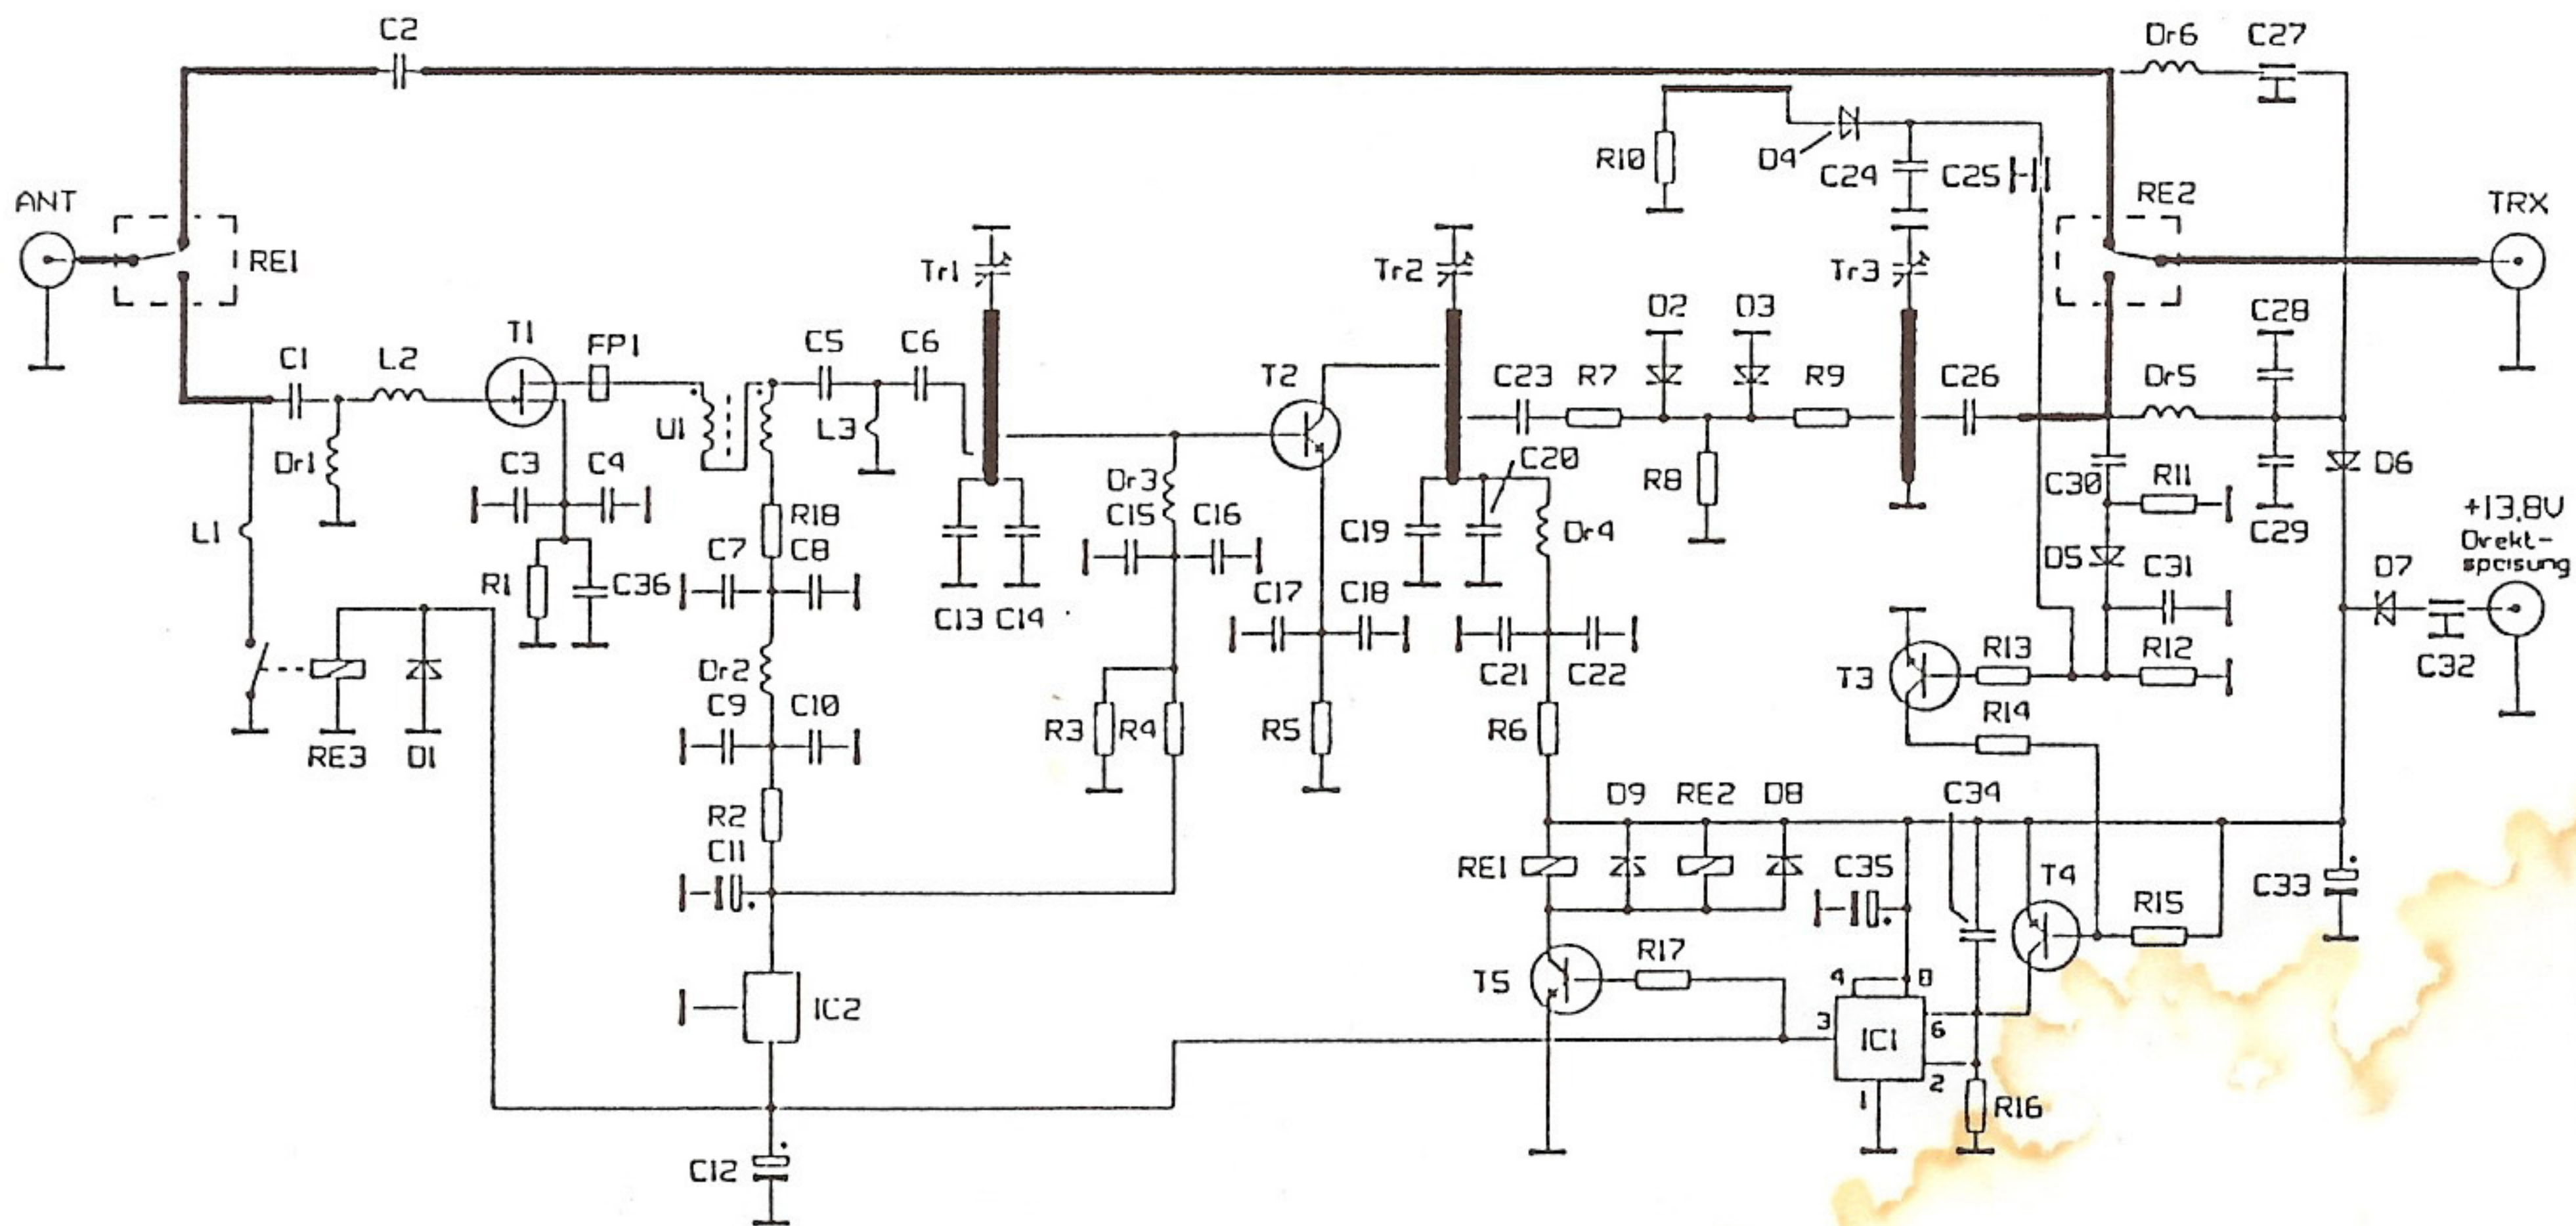 C2
Dr6 C27
R10 D4 C24 C25
ANT RE1 RE2 TRX
Tr1 Tr2 Tr3
D2 D3 C28
C1 L2 T1 FP1 C5 C6 T2 C23 R7 R9 C26 Dr5
Dr1 C3 C4 U1 L3 Dr3 C20 R8 C30 R11 D6
L1 R18 C15 C16 C19 Dr4 C29
+13,8V
Direkt-
speisung
R1 C36 C7 C8 C13 C14 C17 C18 D5 C31 D7
Dr2 C21 C22 T3 R13 R12 C32
C9 C10 R3 R4 R5 R6 R14
RE3 D1
R2 D9 RE2 D8 C34
C11 RE1 C35 T4 R15 C33
IC2 T5 R17 4 8
3 IC1 6
2
1 R16
C12